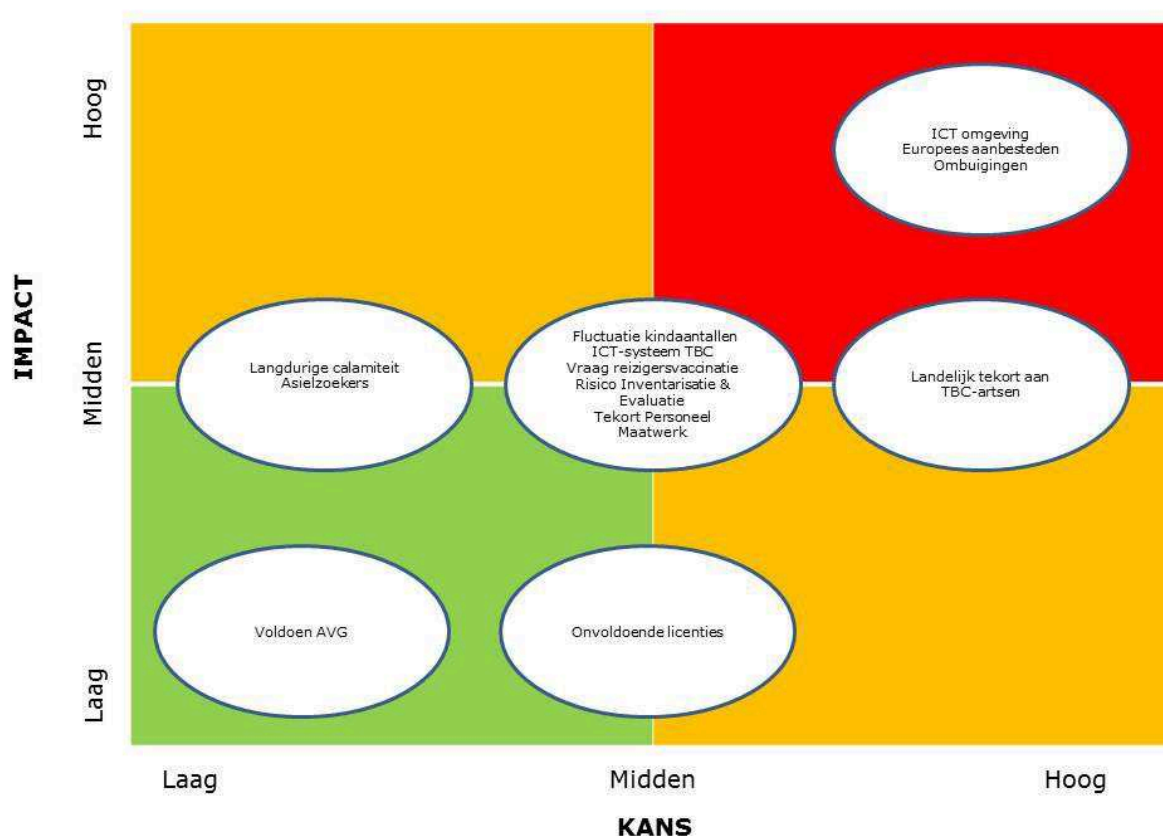 Hoog
ICT omgeving
Europees aanbesteden
Ombuigingen
IMPACT
Midden
Langdurige calamiteit
Asielzoekers
Fluctuatie kindaantallen
ICT-systeem TBC
Vraag reizigersvaccinatie
Risico Inventarisatie &
Evaluatie
Tekort Personeel
Maatwerk
Landelijk tekort aan
TBC-artsen
Laag
Voldoen AVG
Onvoldoende licenties
Laag
Midden
Hoog
KANS